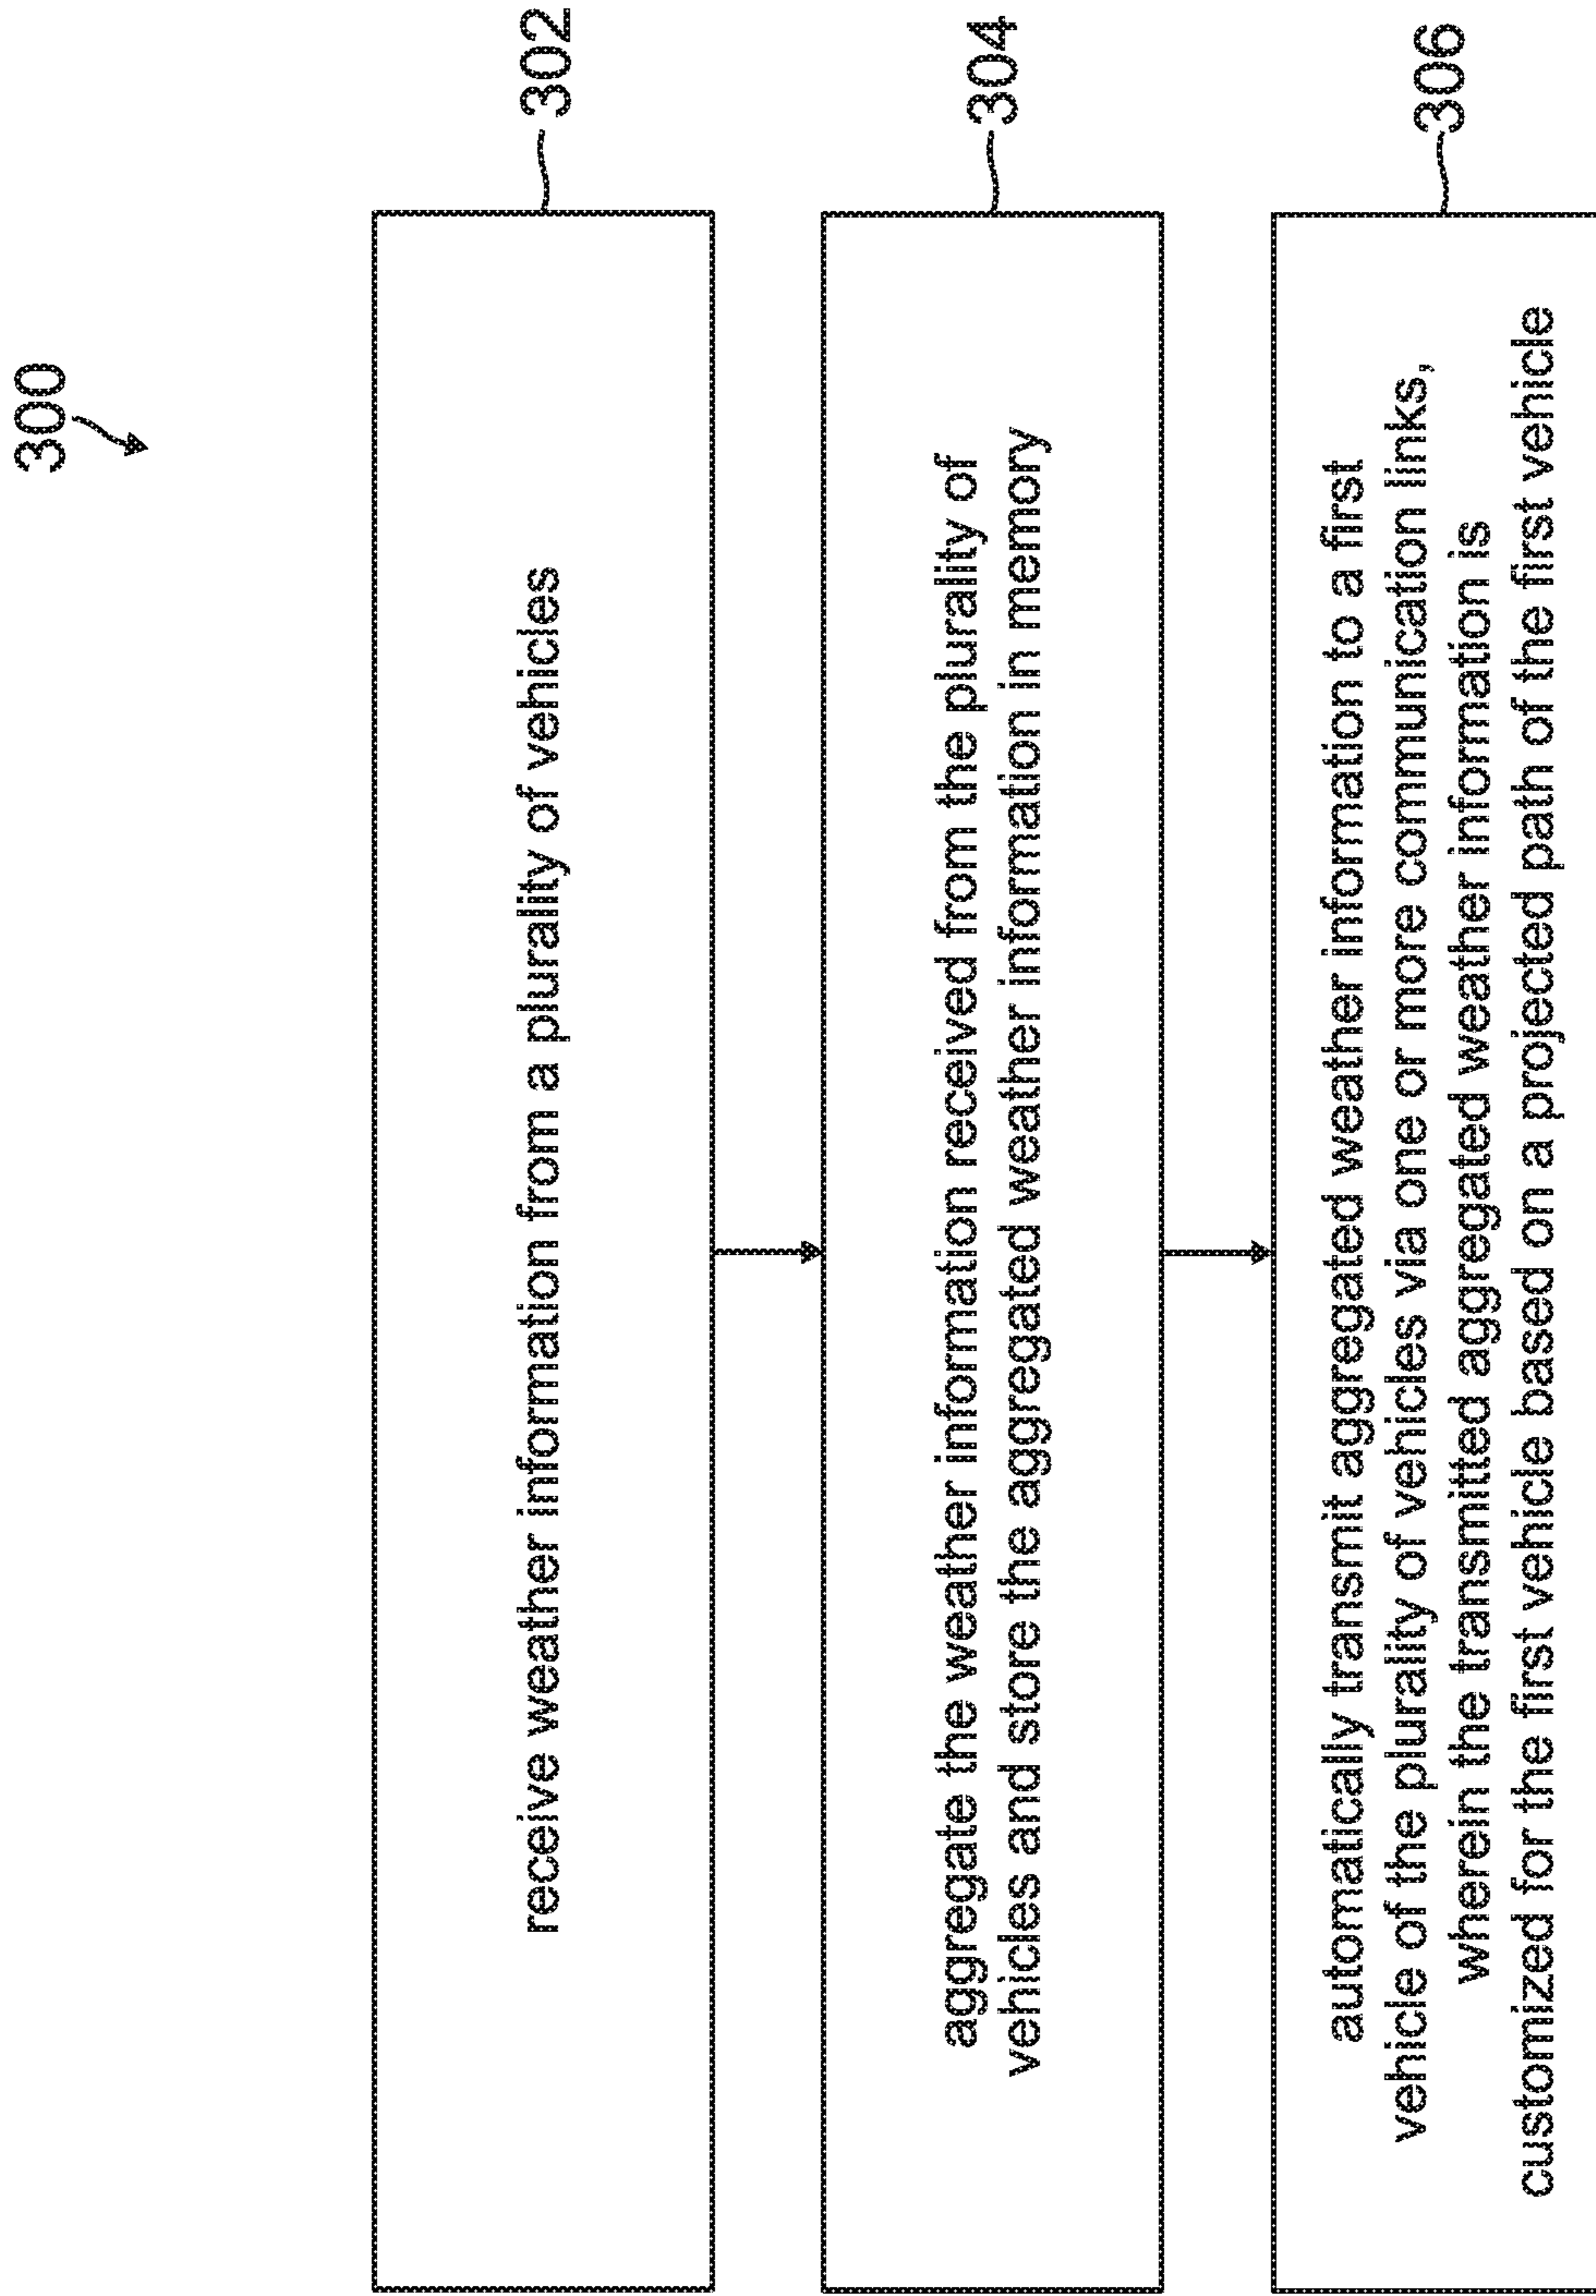 300
receive weather information from a plurality of vehicles
302
aggregate the weather information received from the plurality of
vehicles and store the aggregated weather information in memory
304
automatically transmit aggregated weather information to a first
vehicle of the plurality of vehicles via one or more communication links,
wherein the transmitted aggregated weather information is
customized for the first vehicle based on a projected path of the first vehicle
306